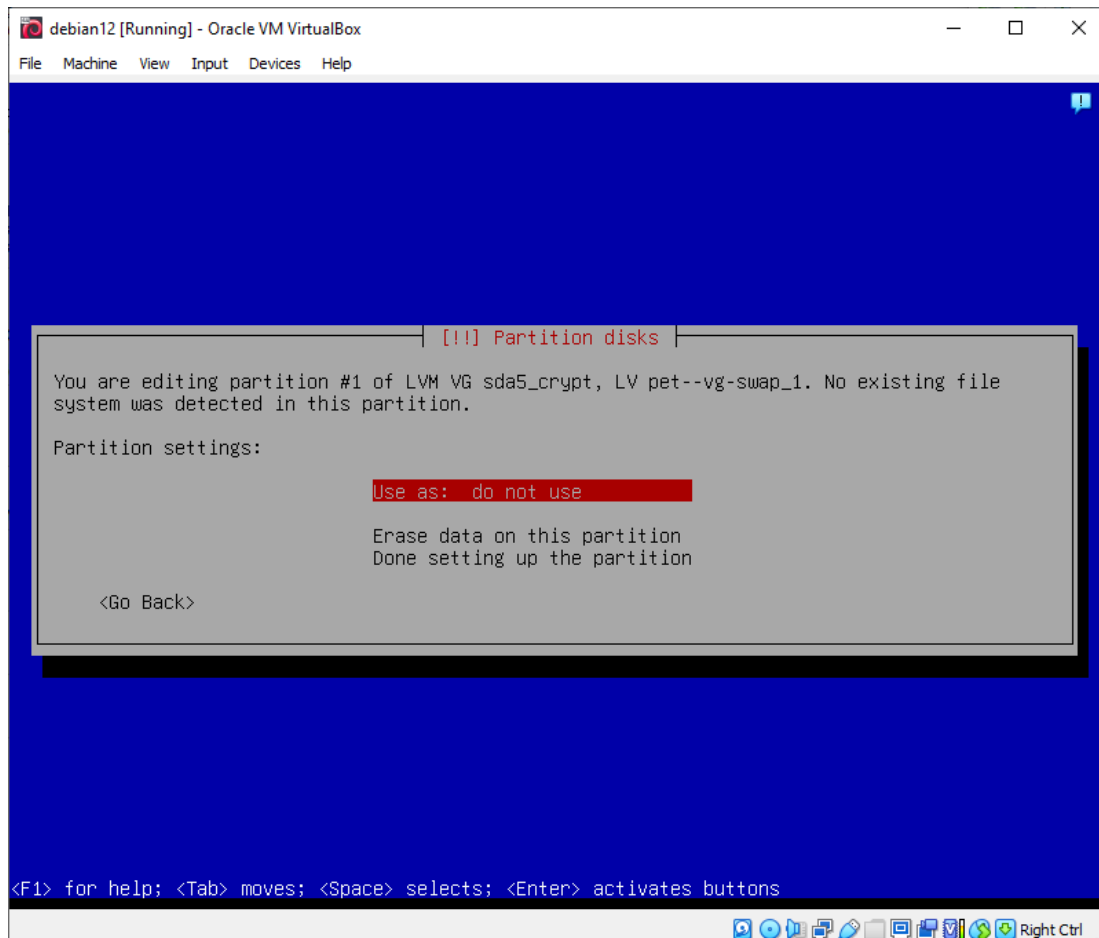 debian12 [Running] - Oracle VM VirtualBox
File Machine View Input Devices Help
[!!] Partition disks
You are editing partition #1 of LVM VG sda5_crypt, LV pet--vg-swap_1. No existing file
system was detected in this partition.
Partition settings:
Use as: do not use
Erase data on this partition
Done setting up the partition
<Go Back>
<F1> for help; <Tab> moves; <Space> selects; <Enter> activates buttons
Right Ctrl